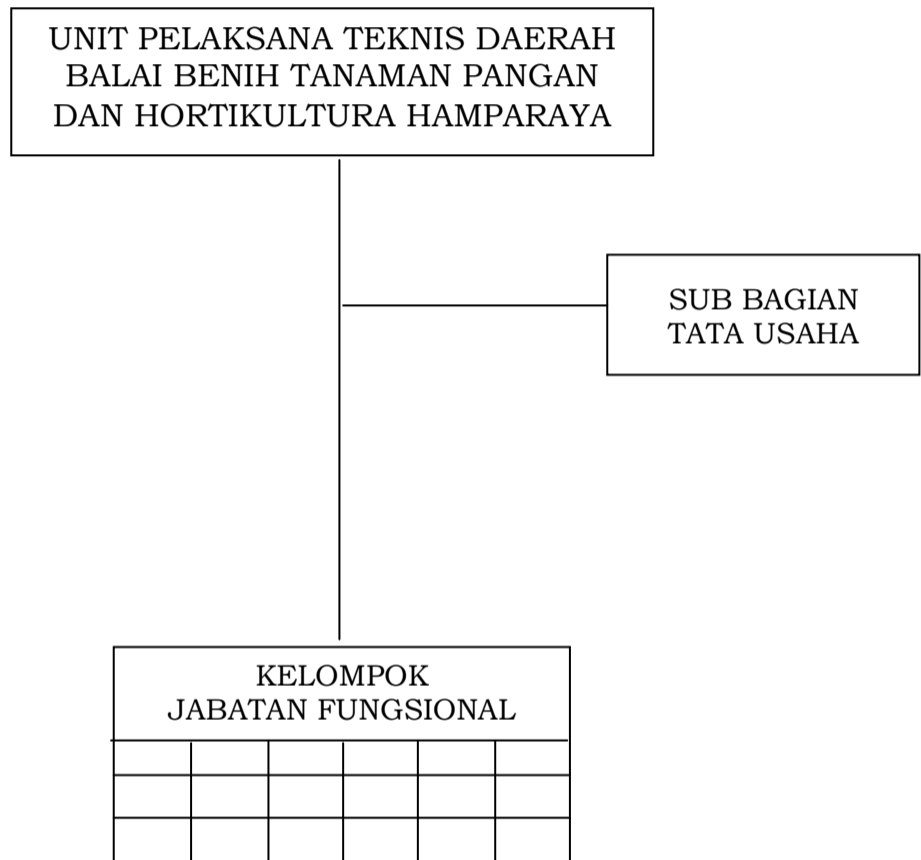 UNIT PELAKSANA TEKNIS DAERAH
BALAI BENIH TANAMAN PANGAN
DAN HORTIKULTURA HAMPARAYA
SUB BAGIAN
TATA USAHA
KELOMPOK
JABATAN FUNGSIONAL